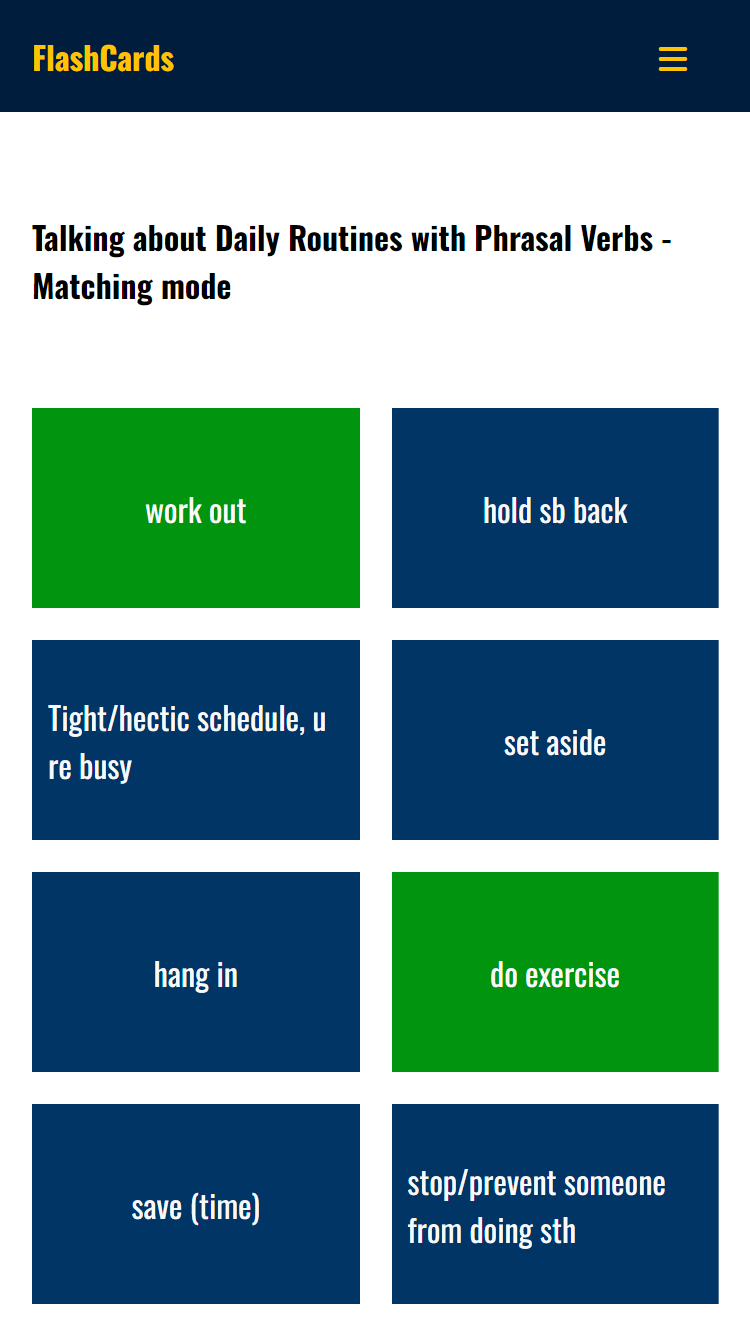 FlashCards
Talking about Daily Routines with Phrasal Verbs -
Matching mode
work out
hold sb back
Tight/hectic schedule, u
re busy
set aside
hang in
do exercise
save (time)
stop/prevent someone
from doing sth